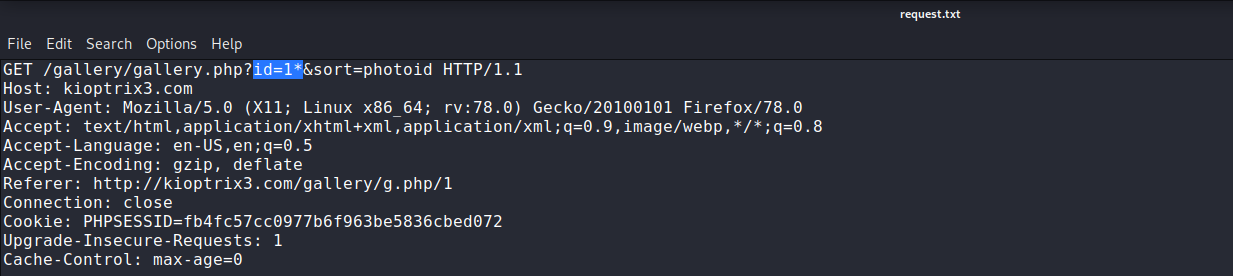 request.txt
File Edit Search Options Help
GET /gallery/gallery.php?id=1*&sort=photoid HTTP/1.1
Host: kioptrix3.com
User-Agent: Mozilla/5.0 (X11; Linux x86_64; rv:78.0) Gecko/20100101 Firefox/78.0
Accept: text/html,application/xhtml+xml,application/xml;q=0.9,image/webp,*/*;q=0.8
Accept-Language: en-US,en;q=0.5
Accept-Encoding: gzip, deflate
Referer: http://kioptrix3.com/gallery/g.php/1
Connection: close
Cookie: PHPSESSID=fb4fc57cc0977b6f963be5836cbed072
Upgrade-Insecure-Requests: 1
Cache-Control: max-age=0